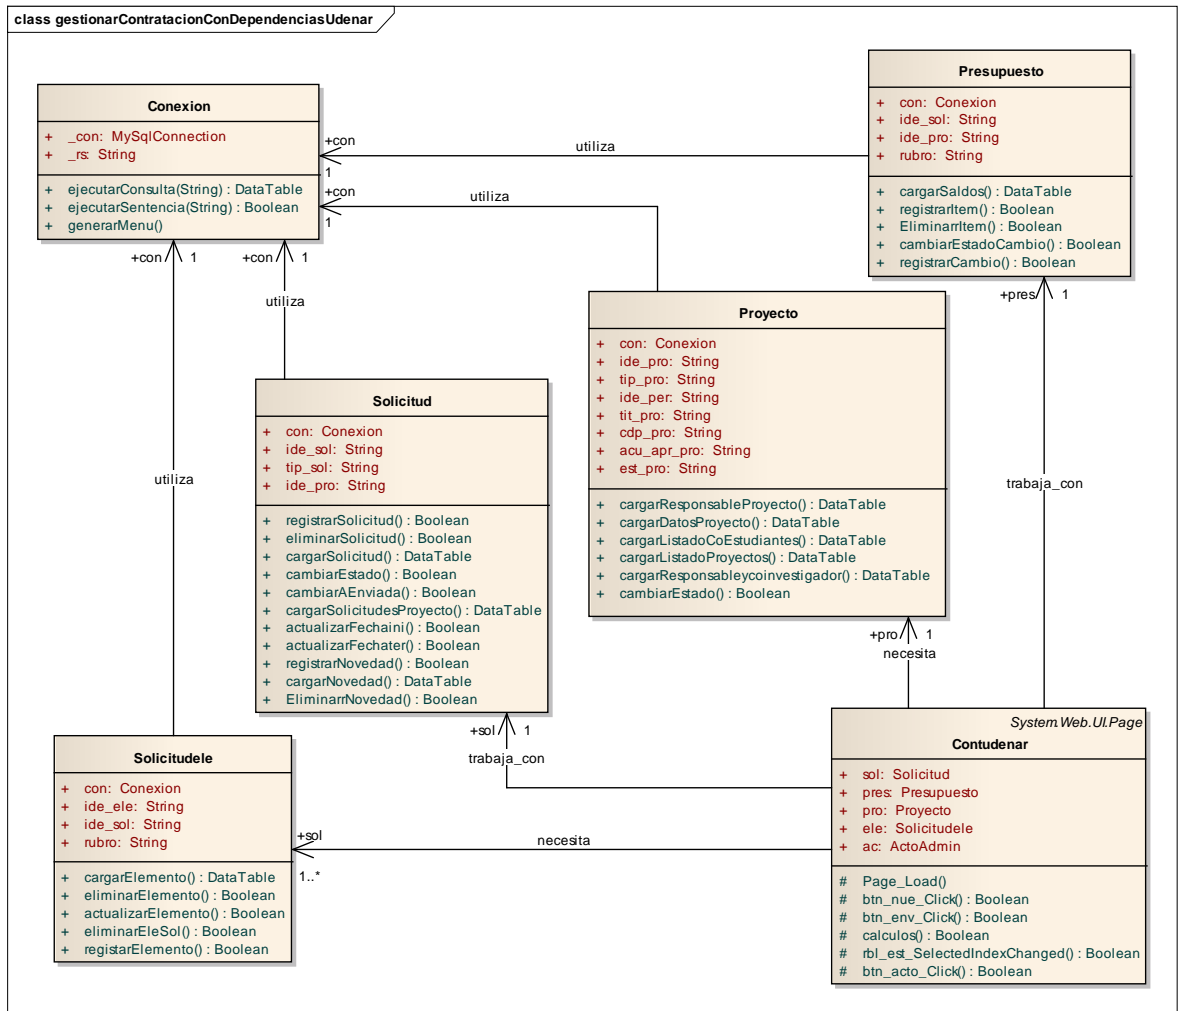 class gestionarContratacionConDependenciasUdenar
Conexion
+ _con: MySqlConnection
+ _rs: String
+ ejecutarConsulta(String) : DataTable
+ ejecutarSentencia(String) : Boolean
+ generarMenu()
Presupuesto
+ con: Conexion
+ ide_sol: String
+ ide_pro: String
+ rubro: String
+ cargarSaldos() : DataTable
+ registrarItem() : Boolean
+ EliminarrItem() : Boolean
+ cambiarEstadoCambio() : Boolean
+ registrarCambio() : Boolean
+con
1
utiliza
+con
1
utiliza
+con
1
utiliza
+con
1
utiliza
+pres
1
trabaja_con
Proyecto
+ con: Conexion
+ ide_pro: String
+ tip_pro: String
+ ide_per: String
+ tit_pro: String
+ cdp_pro: String
+ acu_apr_pro: String
+ est_pro: String
+ cargarResponsableProyecto() : DataTable
+ cargarDatosProyecto() : DataTable
+ cargarListadoCoEstudiantes() : DataTable
+ cargarListadoProyectos() : DataTable
+ cargarResponsableycoinvestigador() : DataTable
+ cambiarEstado() : Boolean
Solicitud
+ con: Conexion
+ ide_sol: String
+ tip_sol: String
+ ide_pro: String
+ registrarSolicitud() : Boolean
+ eliminarSolicitud() : Boolean
+ cargarSolicitud() : DataTable
+ cambiarEstado() : Boolean
+ cambiarAEnviada() : Boolean
+ cargarSolicitudesProyecto() : DataTable
+ actualizarFechaini() : Boolean
+ actualizarFechater() : Boolean
+ registrarNovedad() : Boolean
+ cargarNovedad() : DataTable
+ EliminarrNovedad() : Boolean
+pro
1
necesita
+sol
1
trabaja_con
Solicitudele
+ con: Conexion
+ ide_ele: String
+ ide_sol: String
+ rubro: String
+ cargarElemento() : DataTable
+ eliminarElemento() : Boolean
+ actualizarElemento() : Boolean
+ eliminarEleSol() : Boolean
+ registarElemento() : Boolean
+sol
1..*
necesita
System.Web.UI.Page
Contudenar
+ sol: Solicitud
+ pres: Presupuesto
+ pro: Proyecto
+ ele: Solicitudele
+ ac: ActoAdmin
# Page_Load()
# btn_nue_Click() : Boolean
# btn_env_Click() : Boolean
# calculos() : Boolean
# rbl_est_SelectedIndexChanged() : Boolean
# btn_acto_Click() : Boolean